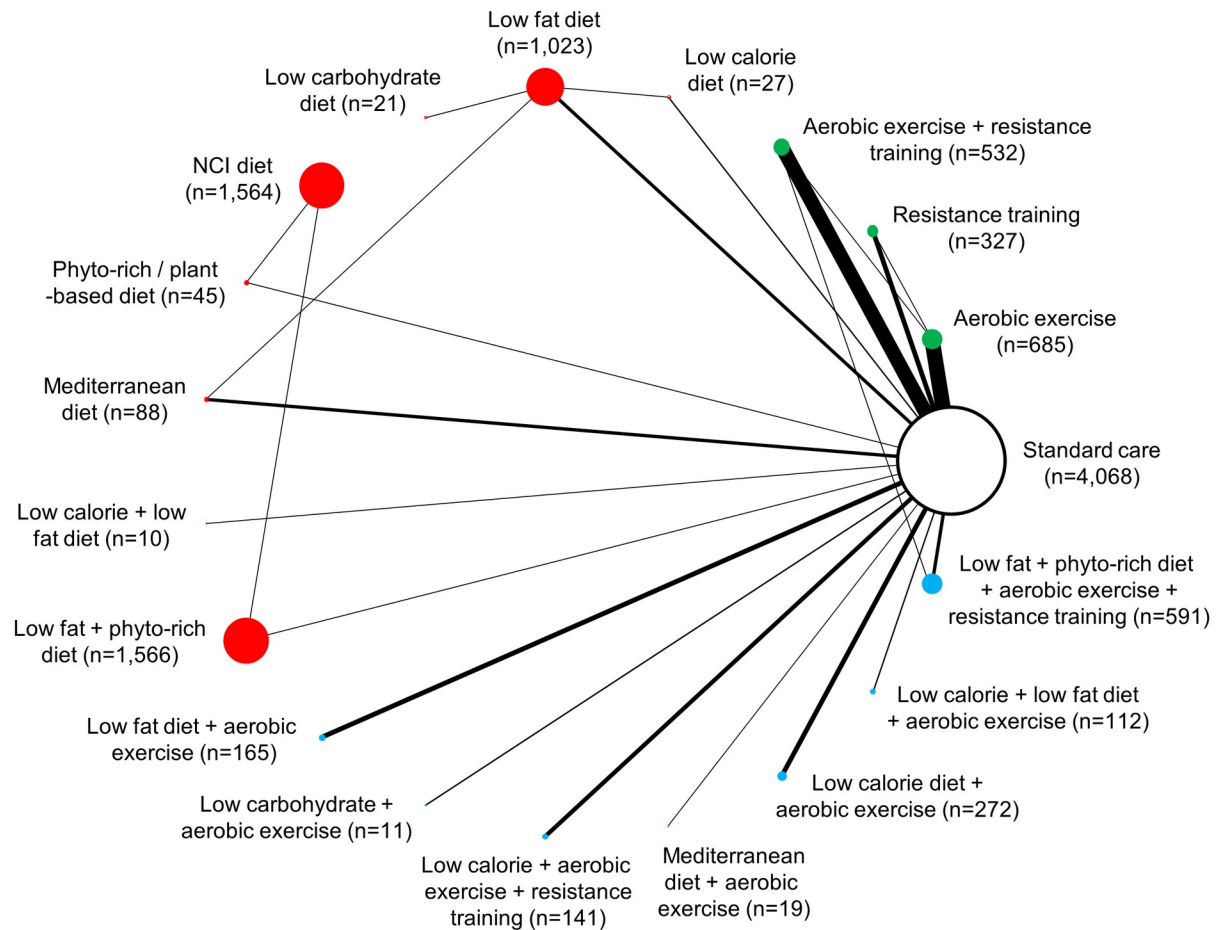 Low fat diet
(n=1,023)
Low carbohydrate
diet (n=21)
Low calorie
diet (n=27)
Aerobic exercise + resistance
training (n=532)
NCI diet
(n=1,564)
Resistance training
(n=327)
Phyto-rich / plant
-based diet (n=45)
Aerobic exercise
(n=685)
Mediterranean
diet (n=88)
Standard care
(n=4,068)
Low calorie + low
fat diet (n=10)
Low fat + phyto-rich diet
+ aerobic exercise +
resistance training (n=591)
Low fat + phyto-rich
diet (n=1,566)
Low calorie + low fat diet
+ aerobic exercise (n=112)
Low fat diet + aerobic
exercise (n=165)
Low calorie diet +
aerobic exercise (n=272)
Low carbohydrate +
aerobic exercise (n=11)
Mediterranean
diet + aerobic
exercise (n=19)
Low calorie + aerobic
exercise + resistance
training (n=141)